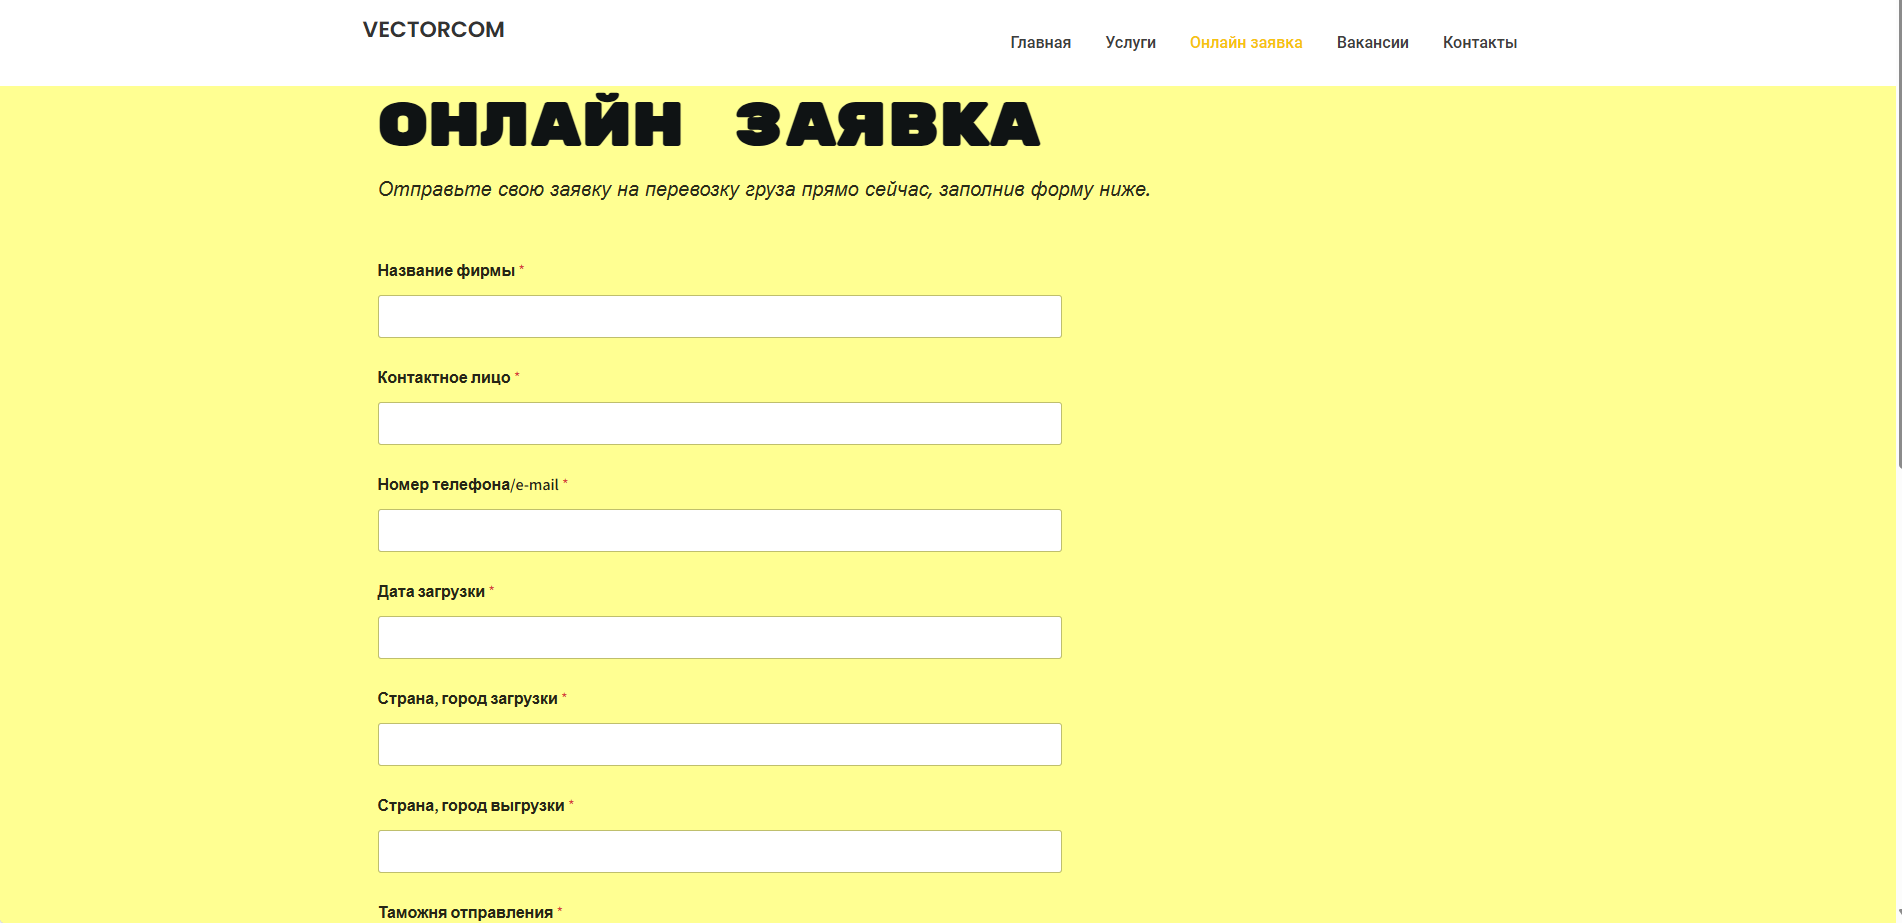 VECTORCOM
Главная Услуги Онлайн заявка Вакансии Контакты
ОНЛАЙН ЗАЯВКА
Отправьте свою заявку на перевозку груза прямо сейчас, заполнив форму ниже.
Название фирмы *
Контактное лицо *
Номер телефона/e-mail *
Дата загрузки *
Страна, город загрузки *
Страна, город выгрузки *
Таможня отправления *